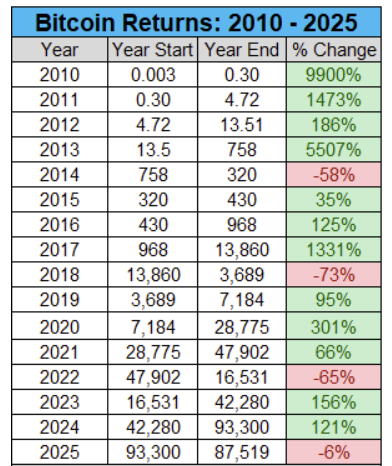 Bitcoin Returns: 2010 - 2025
Year Year Start Year End % Change
2010 0.003 0.30 9900%
2011 0.30 4.72 1473%
2012 4.72 13.51 186%
2013 13.5 758 5507%
2014 758 320 -58%
2015 320 430 35%
2016 430 968 125%
2017 968 13,860 1331%
2018 13,860 3,689 -73%
2019 3,689 7,184 95%
2020 7,184 28,775 301%
2021 28,775 47,902 66%
2022 47,902 16,531 -65%
2023 16,531 42,280 156%
2024 42,280 93,300 121%
2025 93,300 87,519 -6%